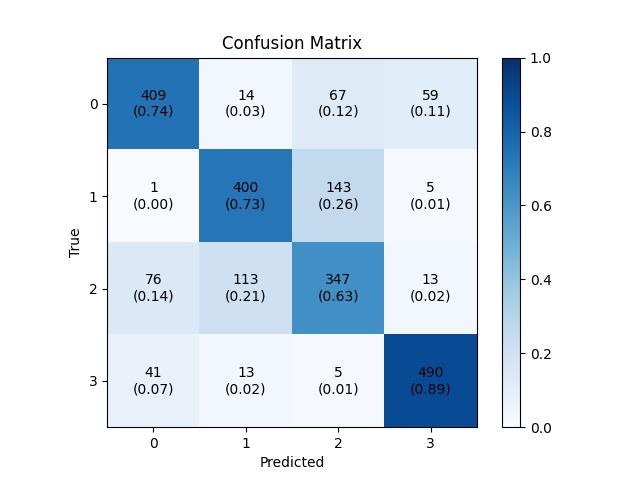 Confusion Matrix
409 14 67 59
(0.74) (0.03) (0.12) (0.11)
1 400 143 5
(0.00) (0.73) (0.26) (0.01)
76 113 347 13
(0.14) (0.21) (0.63) (0.02)
41 13 5 490
(0.07) (0.02) (0.01) (0.89)
0
1
2
3
True
0 1 2 3
Predicted
1.0
0.8
0.6
0.4
0.2
0.0